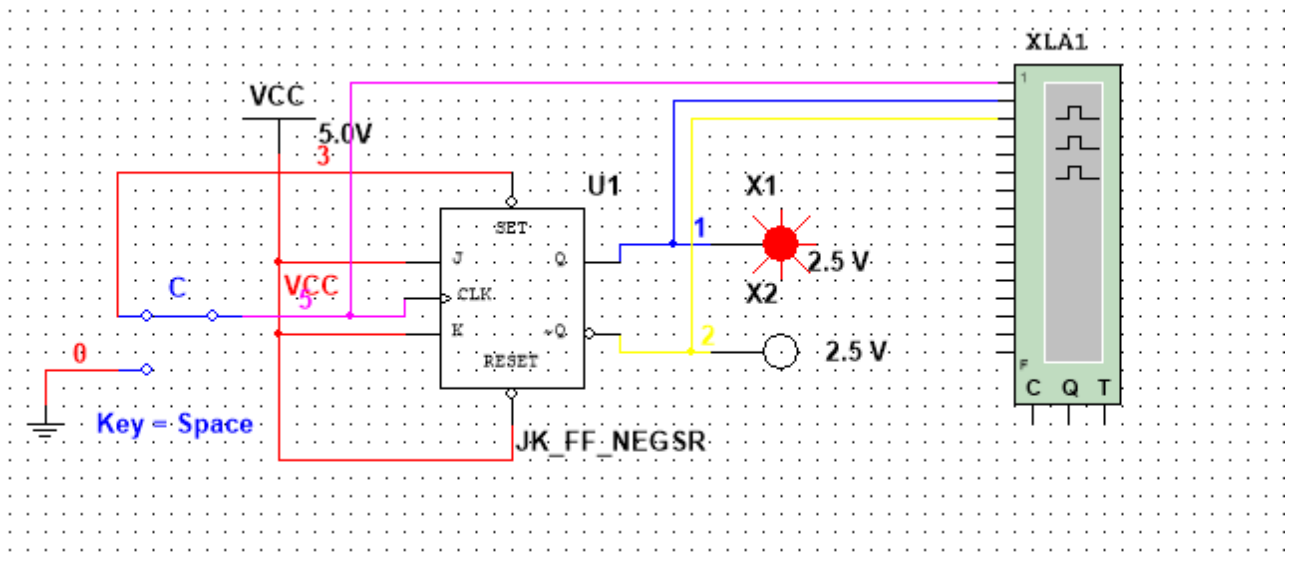 XLA1
1
VCC
5.0V
3
U1
X1
SET
1
J
Q
2.5 V
C
VCC
5
CLK
X2
0
K
~Q
2
2.5 V
RESET
F
C Q T
Key = Space
JK_FF_NEGSR